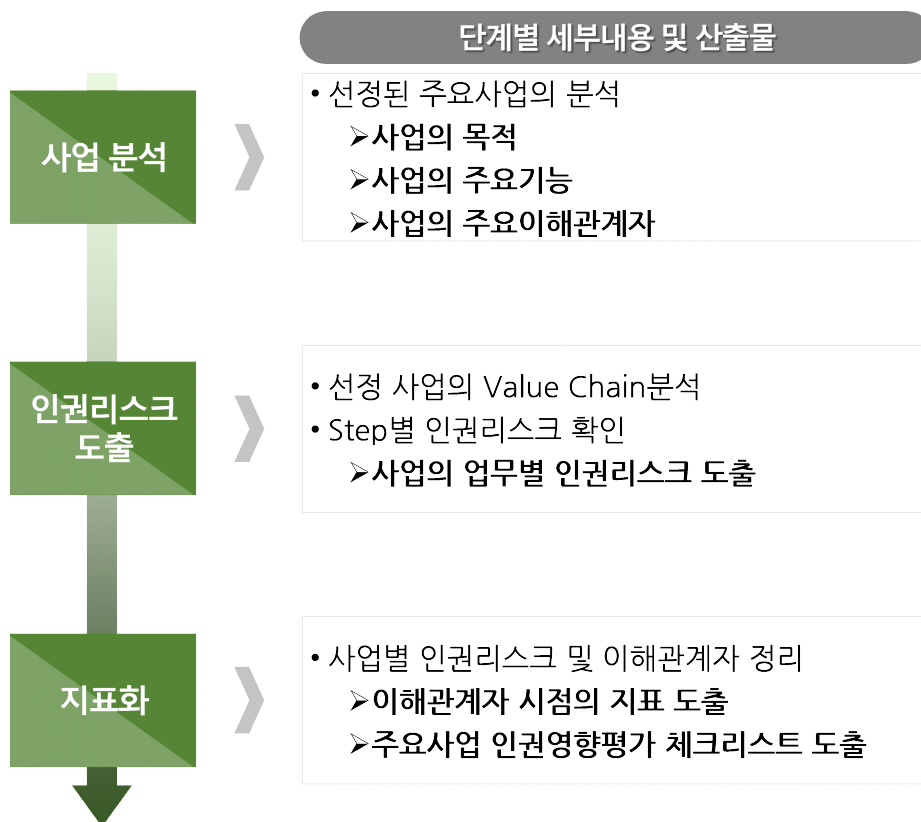 단계별 세부내용 및 산출물
사업 분석
• 선정된 주요사업의 분석
➢사업의 목적
➢사업의 주요기능
➢사업의 주요이해관계자
인권리스크
도출
• 선정 사업의 Value Chain분석
• Step별 인권리스크 확인
➢사업의 업무별 인권리스크 도출
지표화
• 사업별 인권리스크 및 이해관계자 정리
➢이해관계자 시점의 지표 도출
➢주요사업 인권영향평가 체크리스트 도출